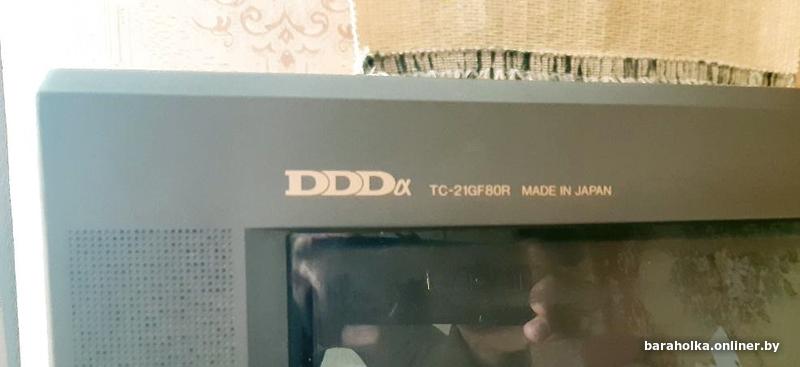 DDDα TC-21GF80R MADE IN JAPAN
baraholka.onliner.by